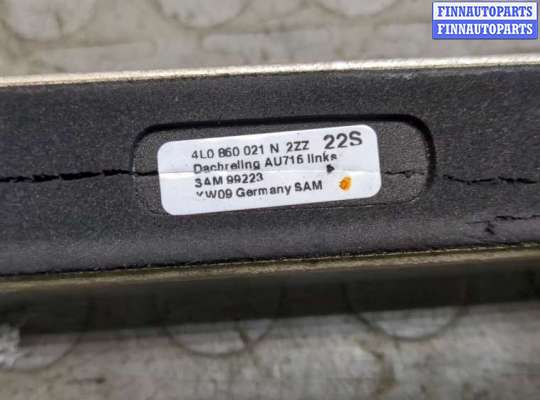 FINNAUTOPARTS
FINNAUTOPARTS
4L0 860 021 N 2ZZ 22S
Dachreling AU716 links
SAM 99223
KW09 Germany SAM